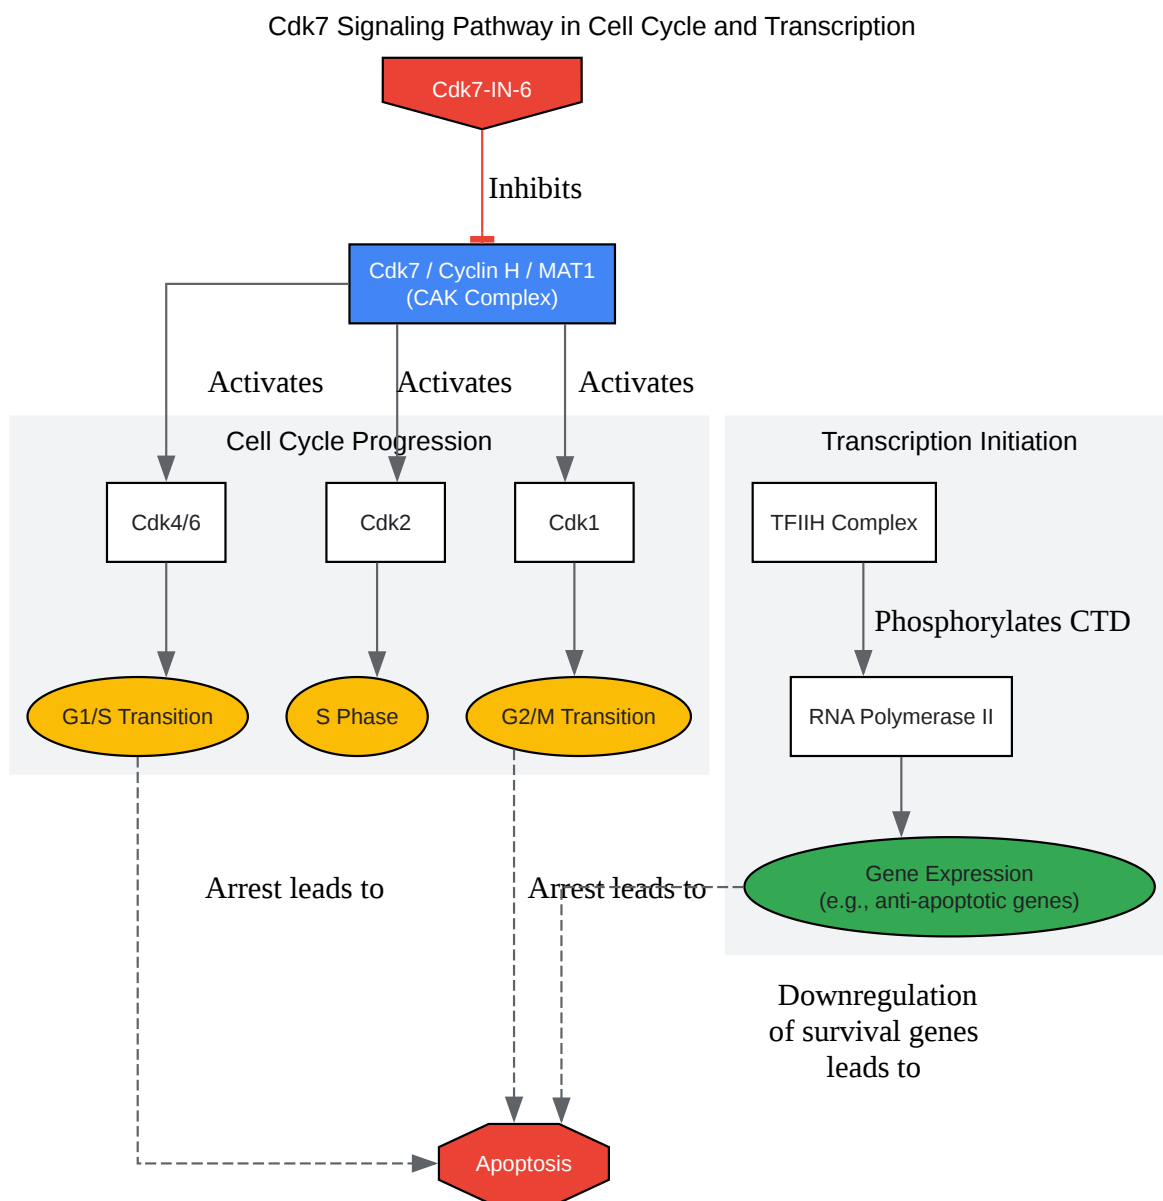 Cdk7 Signaling Pathway in Cell Cycle and Transcription
Cdk7-IN-6
Inhibits
Cdk7 / Cyclin H / MAT1
(CAK Complex)
Activates
Activates
Activates
Cell Cycle Progression
Transcription Initiation
Cdk4/6
Cdk2
Cdk1
TFIIH Complex
Phosphorylates CTD
G1/S Transition
S Phase
G2/M Transition
RNA Polymerase II
Arrest leads to
Arrest leads to
Gene Expression
(e.g., anti-apoptotic genes)
Downregulation
of survival genes
leads to
Apoptosis